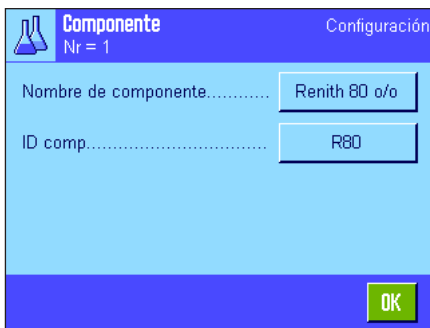 Componente
Configuración
Nr = 1
Nombre de componente............ Renith 80 o/o
ID comp.................................. R80
OK